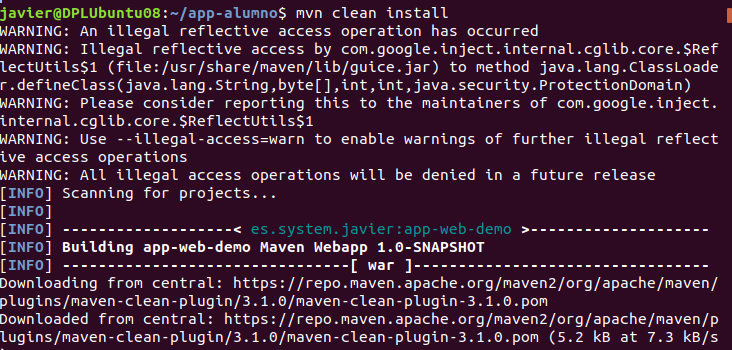 javier@DPLUbuntu08:~/app-alumno$ mvn clean install
WARNING: An illegal reflective access operation has occurred
WARNING: Illegal reflective access by com.google.inject.internal.cglib.core.$Ref
lectUtils$1 (file:/usr/share/maven/lib/guice.jar) to method java.lang.ClassLoade
r.defineClass(java.lang.String,byte[],int,int,java.security.ProtectionDomain)
WARNING: Please consider reporting this to the maintainers of com.google.inject.
internal.cglib.core.$ReflectUtils$1
WARNING: Use --illegal-access=warn to enable warnings of further illegal reflect
ive access operations
WARNING: All illegal access operations will be denied in a future release
[INFO] Scanning for projects...
[INFO]
[INFO] --------------------< es.system.javier:app-web-demo >---------------------
[INFO] Building app-web-demo Maven Webapp 1.0-SNAPSHOT
[INFO] --------------------------------[ war ]---------------------------------
Downloading from central: https://repo.maven.apache.org/maven2/org/apache/maven/
plugins/maven-clean-plugin/3.1.0/maven-clean-plugin-3.1.0.pom
Downloaded from central: https://repo.maven.apache.org/maven2/org/apache/maven/p
lugins/maven-clean-plugin/3.1.0/maven-clean-plugin-3.1.0.pom (5.2 kB at 7.3 kB/s